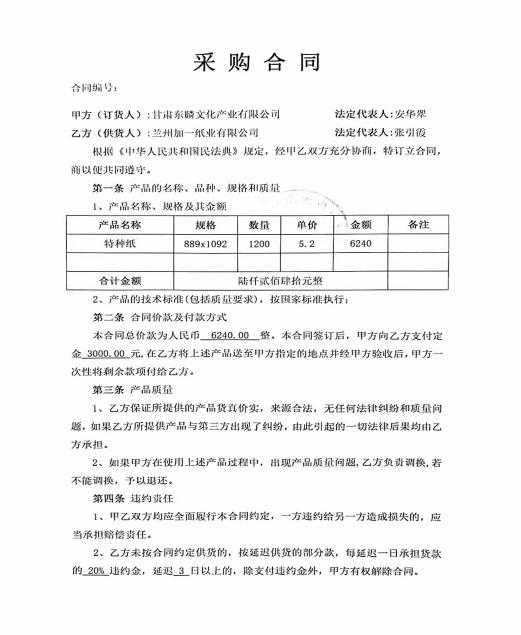 采购合同
合同编号：
甲方（订货人）：甘肃东麟文化产业有限公司 法定代表人：安华翠
乙方（供货人）：兰州加一纸业有限公司 法定代表人：张引霞
根据《中华人民共和国民法典》规定，经甲乙双方充分协商，特订立合同，
商以便共同遵守。
第一条 产品的名称、品种、规格和质量
1、产品名称、规格及其金额
产品名称 规格 数量 单价 金额 备注
特种纸 889x1092 1200 5.2 6240
合计金额 陆仟贰佰肆拾元整
2、产品的技术标准(包括质量要求)，按国家标准执行；
第二条 合同价款及付款方式
本合同总价款为人民币 6240.00 整。本合同签订后，甲方向乙方支付定
金 3000.00 元，在乙方将上述产品送至甲方指定的地点并经甲方验收后，甲方一
次性将剩余款项付给乙方。
第三条 产品质量
1、乙方保证所提供的产品货真价实，来源合法，无任何法律纠纷和质量问
题，如果乙方所提供产品与第三方出现了纠纷，由此引起的一切法律后果均由乙
方承担。
2、如果甲方在使用上述产品过程中，出现产品质量问题，乙方负责调换，若
不能调换，予以退还。
第四条 违约责任
1、甲乙双方均应全面履行本合同约定，一方违约给另一方造成损失的，应
当承担赔偿责任。
2、乙方未按合同约定供货的，按延迟供货的部分款，每延迟一日承担货款
的 20% 违约金，延迟 3 日以上的，除支付违约金外，甲方有权解除合同。